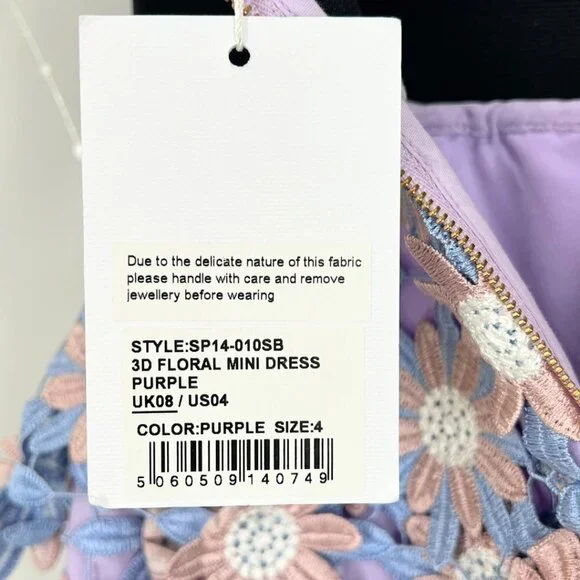 Due to the delicate nature of this fabric
please handle with care and remove
jewellery before wearing
STYLE:SP14-010SB
3D FLORAL MINI DRESS
PURPLE
UK08 / US04
COLOR:PURPLE SIZE:4
5 060509 140749